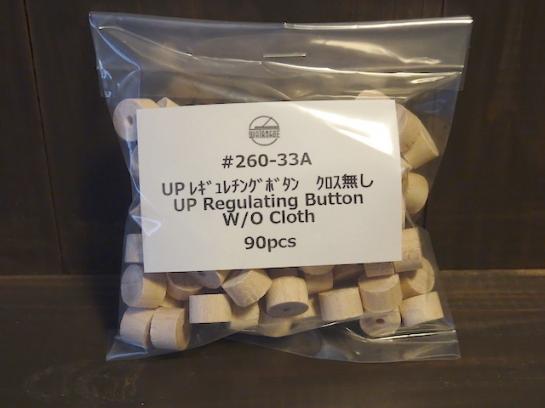 WATANABE
#260-33A
UP ﾚｷﾞｭﾚﾁﾝｸﾞﾎﾞﾀﾝ ｸﾛｽ無し
UP Regulating Button
W/O Cloth
90pcs